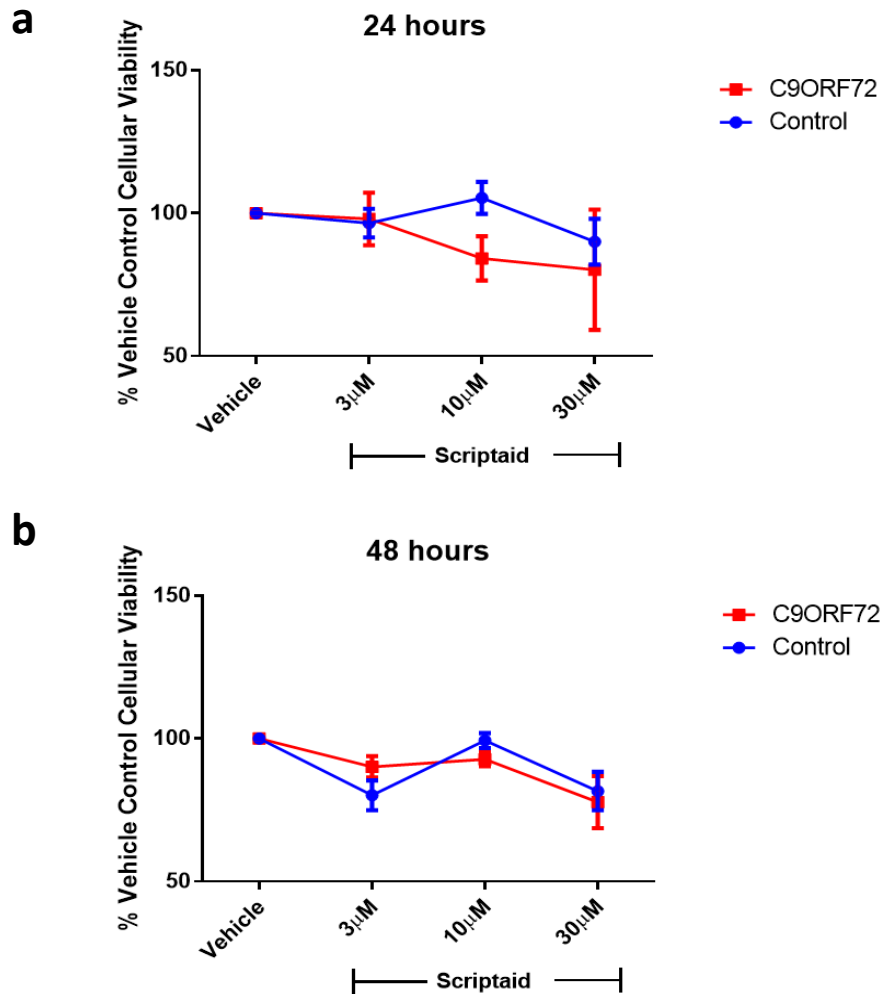 a
24 hours
% Vehicle Control Cellular Viability
150
100
50
C9ORF72
Control
Vehicle
3μM
10μM
30μM
Scriptaid
b
48 hours
% Vehicle Control Cellular Viability
150
100
50
C9ORF72
Control
Vehicle
3μM
10μM
30μM
Scriptaid